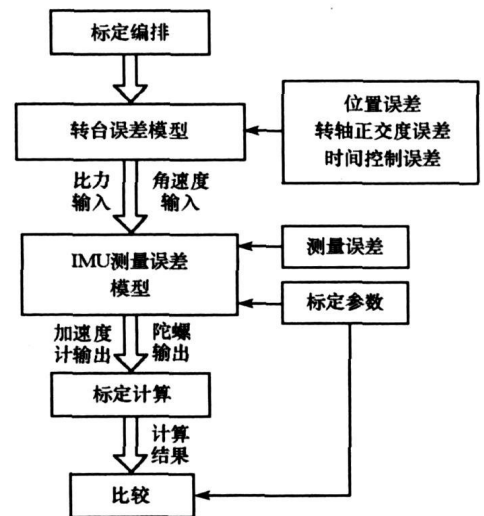 标定编排
转台误差模型
位置误差
转轴正交度误差
时间控制误差
比力
输入
角速度
输入
IMU测量误差
模型
测量误差
标定参数
加速度
计输出
陀螺
输出
标定计算
计算
结果
比较